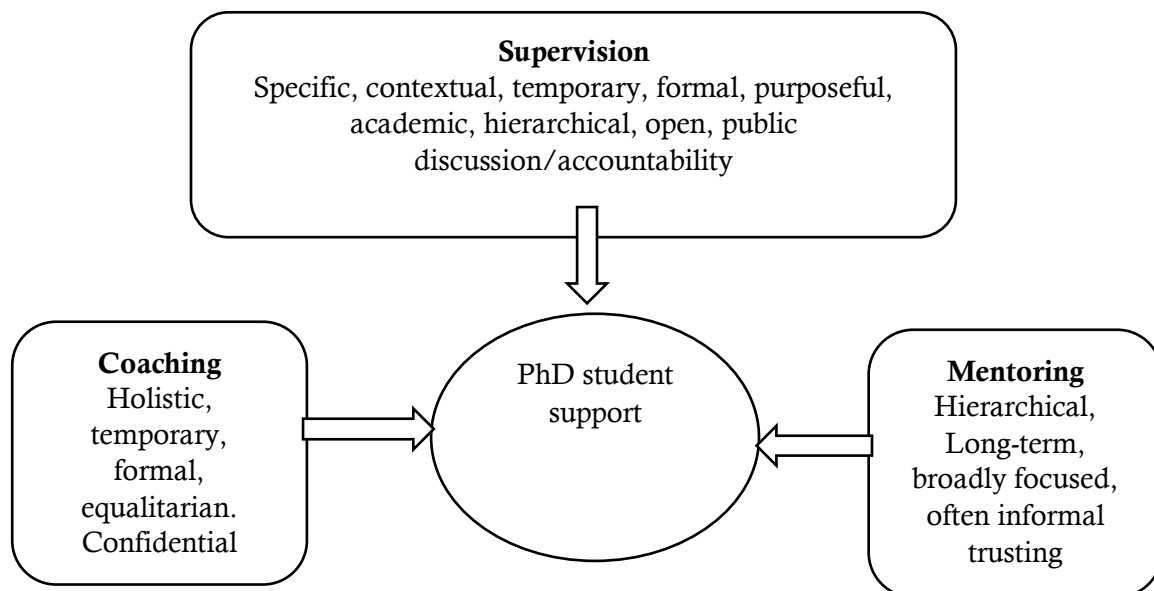 Supervision
Specific, contextual, temporary, formal, purposeful,
academic, hierarchical, open, public
discussion/accountability
Coaching
Holistic,
temporary,
formal,
equalitarian.
Confidential
PhD student
support
Mentoring
Hierarchical,
Long-term,
broadly focused,
often informal
trusting